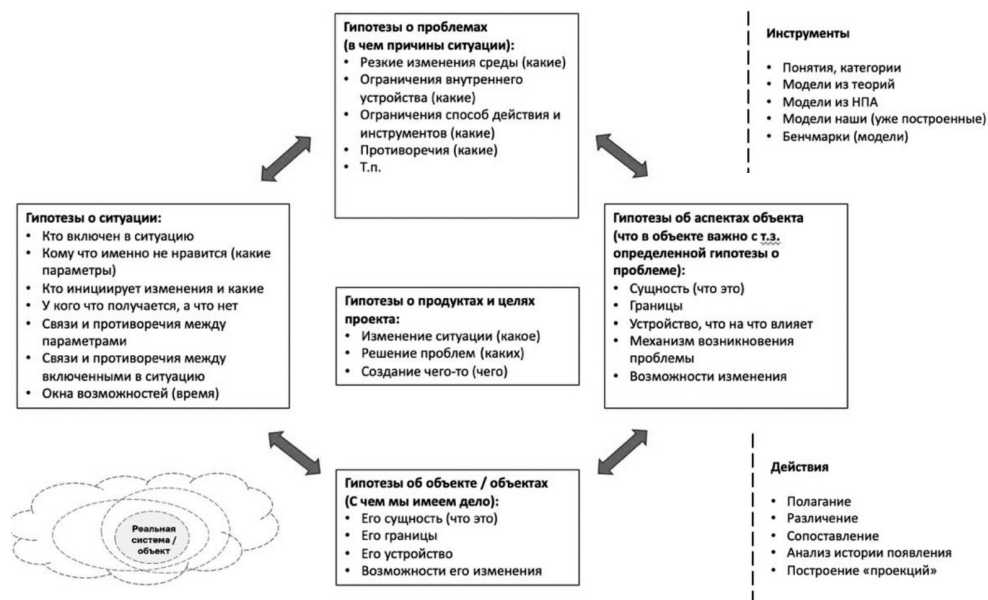 Гипотезы о проблемах
(в чем причины ситуации):
• Резкие изменения среды (какие)
• Ограничения внутреннего
устройства (какие)
• Ограничения способ действия и
инструментов (какие)
• Противоречия (какие)
• Т.п.
Инструменты
• Понятия, категории
• Модели из теорий
• Модели из НПА
• Модели наши (уже построенные)
• Бенчмарки (модели)
Гипотезы о ситуации:
• Кто включен в ситуацию
• Кому что именно не нравится (какие
параметры)
• Кто инициирует изменения и какие
• У кого что получается, а что нет
• Связи и противоречия между
параметрами
• Связи и противоречия между
включенными в ситуацию
• Окна возможностей (время)
Гипотезы о продуктах и целях
проекта:
• Изменение ситуации (какое)
• Решение проблем (каких)
• Создание чего-то (чего)
Гипотезы об аспектах объекта
(что в объекте важно с т.з.
определенной гипотезы о
проблеме):
• Сущность (что это)
• Границы
• Устройство, что на что влияет
• Механизм возникновения
проблемы
• Возможности изменения
Реальная
система /
объект
Гипотезы об объекте / объектах
(С чем мы имеем дело):
• Его сущность (что это)
• Его границы
• Его устройство
• Возможности его изменения
Действия
• Полагание
• Различение
• Сопоставление
• Анализ истории появления
• Построение «проекций»